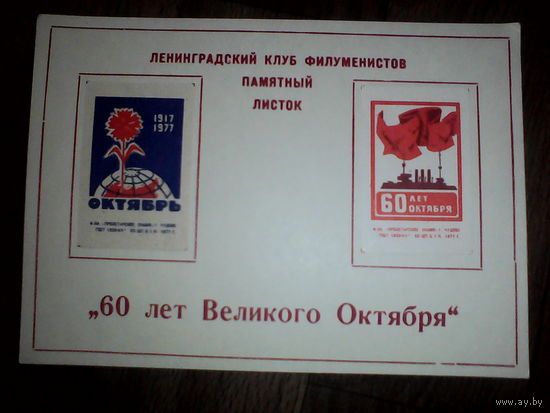 ЛЕНИНГРАДСКИЙ КЛУБ ФИЛУМЕНИСТОВ
ПАМЯТНЫЙ
ЛИСТОК
1917
1977
ОКТЯБРЬ
60 ЛЕТ
ОКТЯБРЯ
„60 лет Великого Октября“
www.ay.by